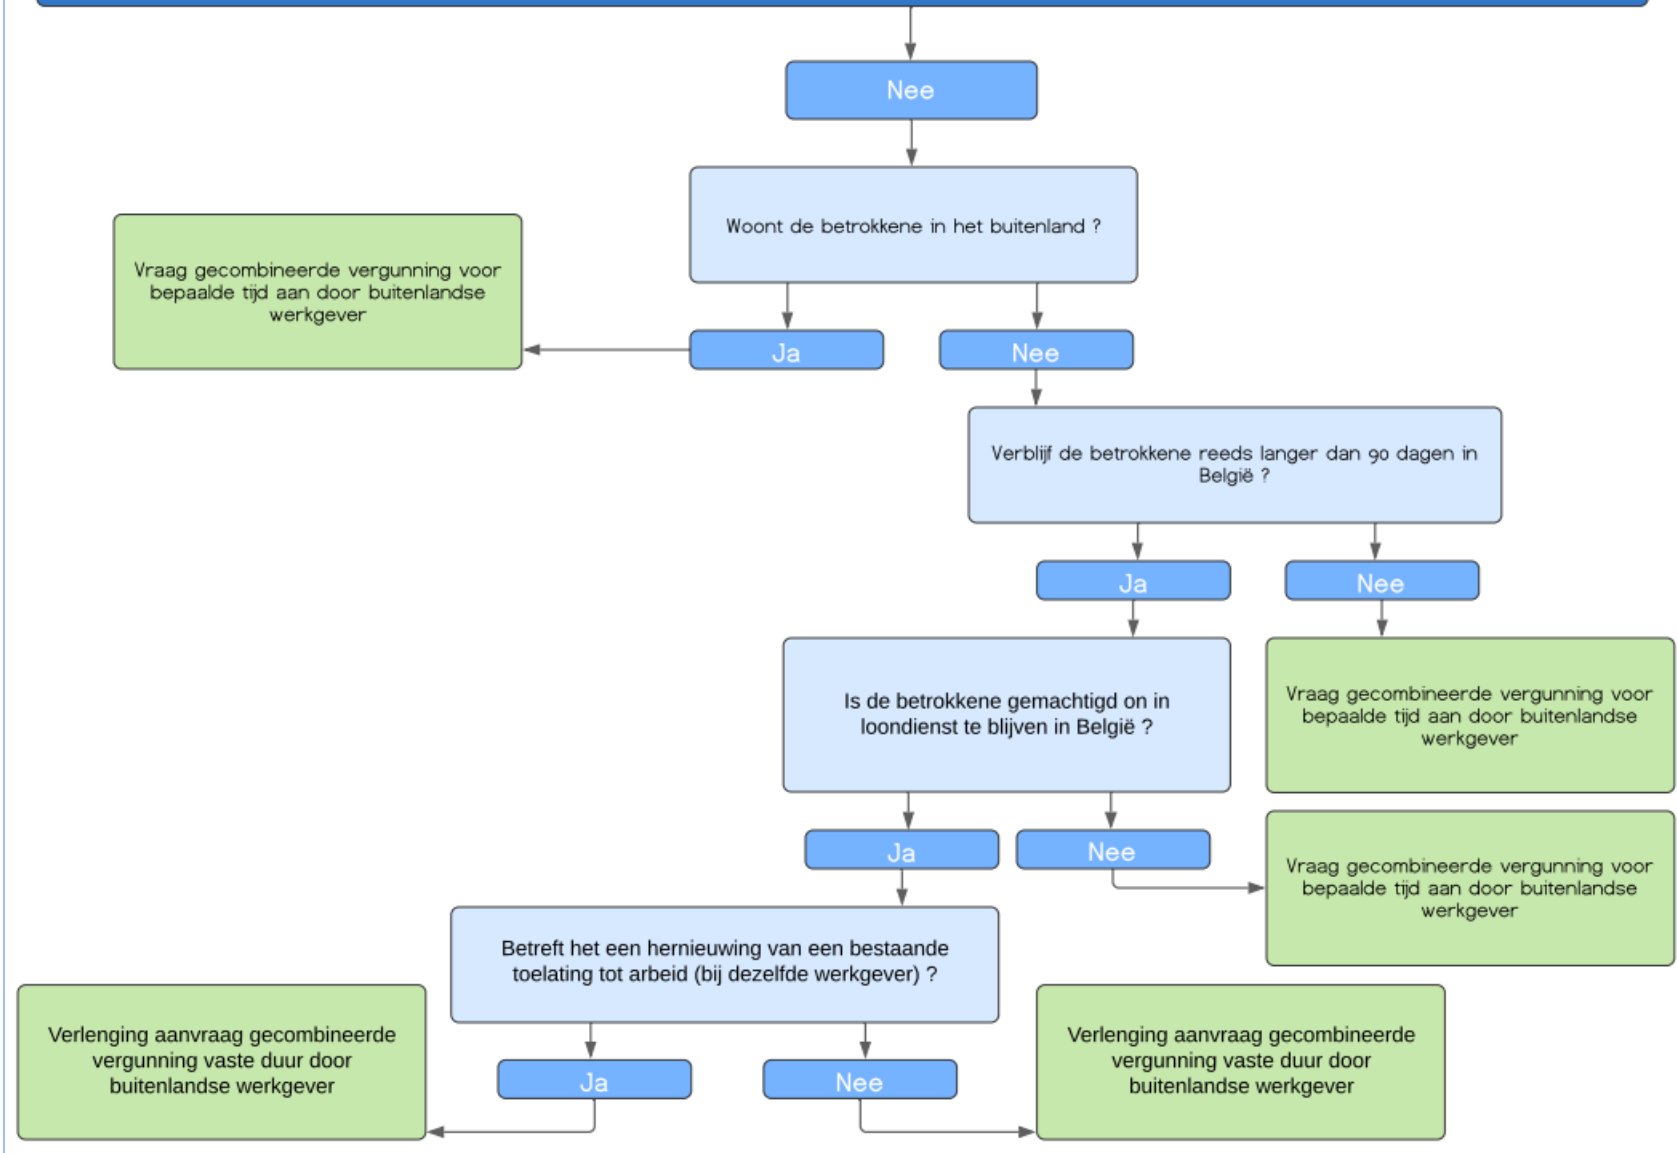 Nee
Woont de betrokkene in het buitenland ?
Vraag gecombineerde vergunning voor
bepaalde tijd aan door buitenlandse
werkgever
Ja
Nee
Verblijf de betrokkene reeds langer dan 90 dagen in
België ?
Ja
Nee
Is de betrokkene gemachtigd on in
loondienst te blijven in België ?
Vraag gecombineerde vergunning voor
bepaalde tijd aan door buitenlandse
werkgever
Ja
Nee
Vraag gecombineerde vergunning voor
bepaalde tijd aan door buitenlandse
werkgever
Betreft het een hernieuwing van een bestaande
toelating tot arbeid (bij dezelfde werkgever) ?
Verlenging aanvraag gecombineerde
vergunning vaste duur door
buitenlandse werkgever
Ja
Nee
Verlenging aanvraag gecombineerde
vergunning vaste duur door
buitenlandse werkgever